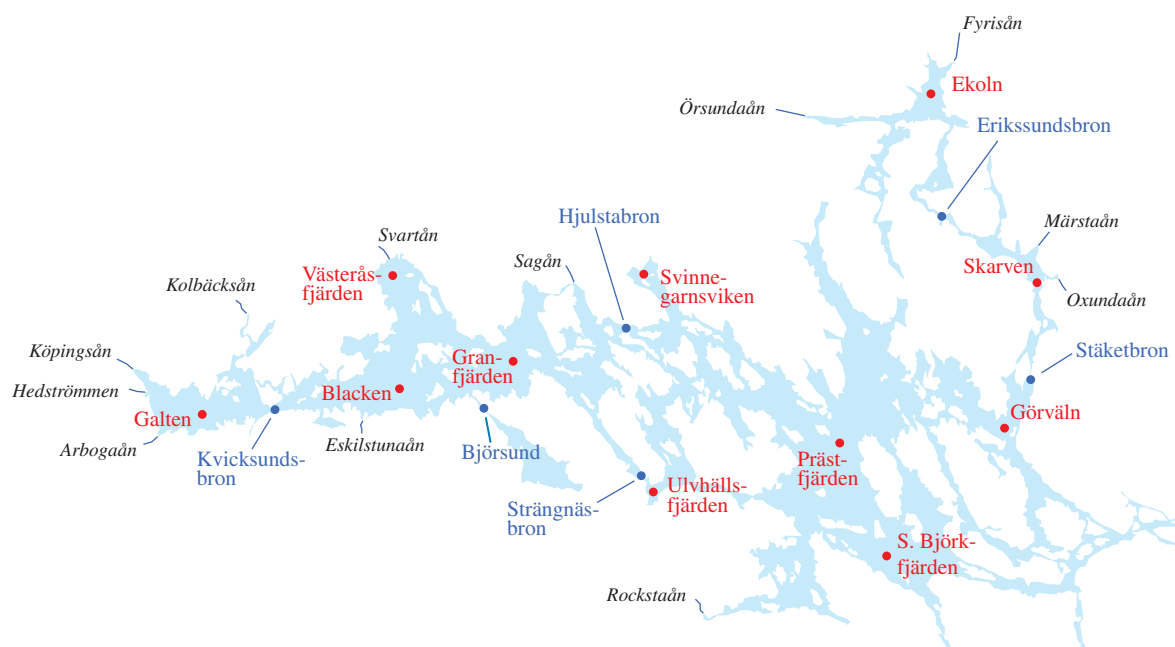 Fyrisån
Ekoln
Örsundaån
Erikssundsbron
Hjulstabron
Märstaån
Svartån
Sagån
Skarven
Västerås-
fjärden
Svinne-
garnsviken
Kolbäcksån
Oxundaån
Köpingsån
Gran-
fjärden
Stäketbron
Hedströmmen
Blacken
Galten
Görväln
Arbogaån
Eskilstunaån
Kvicksunds-
bron
Björsund
Präst-
fjärden
Ulvhälls-
fjärden
Strängnäs-
bron
S. Björk-
fjärden
Rockstaån